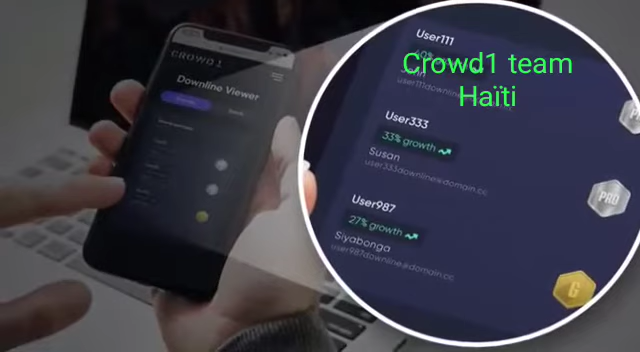 CROWD1
Downline Viewer
User111
Crowd1 team
Haïti
user111downline
User333
33% growth
Susan
user333downline@domain.cc
User987
27% growth
Siyabonga
user987downline@domain.cc
PRO
G